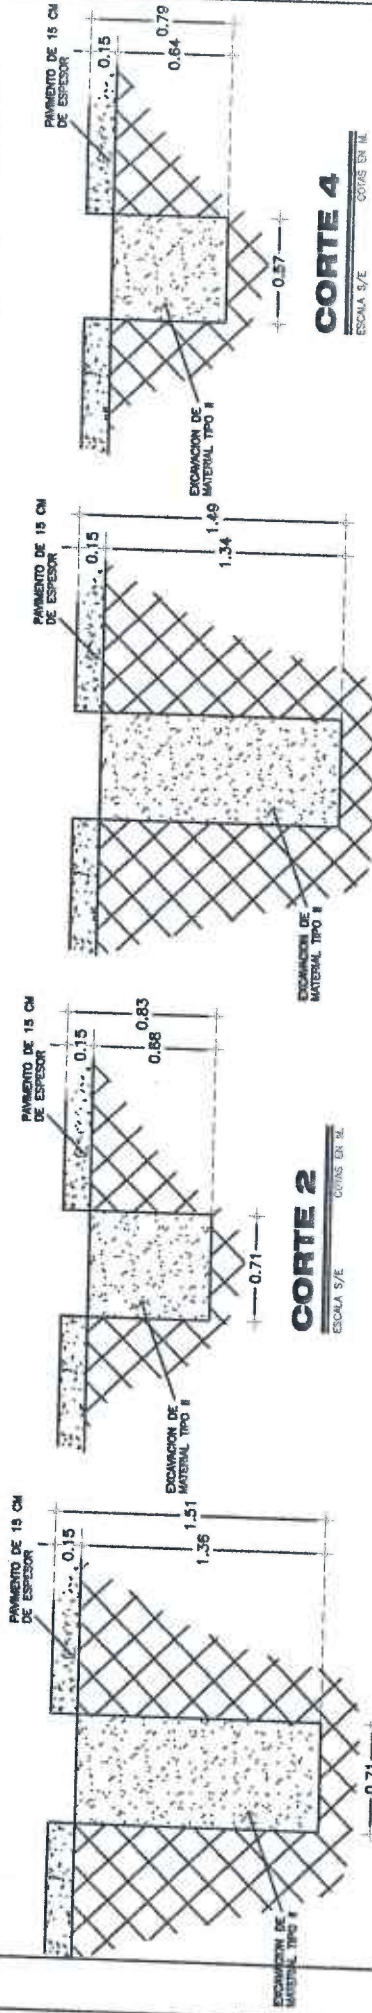 PAVIMENTO DE 15 CM
DE ESPESOR
0.15
1.36
1.51
EXCAVACION DE
MATERIAL TIPO II
0.71
PAVIMENTO DE 15 CM
DE ESPESOR
0.15
0.68
0.83
EXCAVACION DE
MATERIAL TIPO II
0.71
CORTE 2
ESCALA S/E COTAS EN M.
PAVIMENTO DE 15 CM
DE ESPESOR
0.15
1.34
1.49
EXCAVACION DE
MATERIAL TIPO II
PAVIMENTO DE 15 CM
DE ESPESOR
0.15
0.64
0.79
EXCAVACION DE
MATERIAL TIPO II
0.57
CORTE 4
ESCALA S/E COTAS EN M.